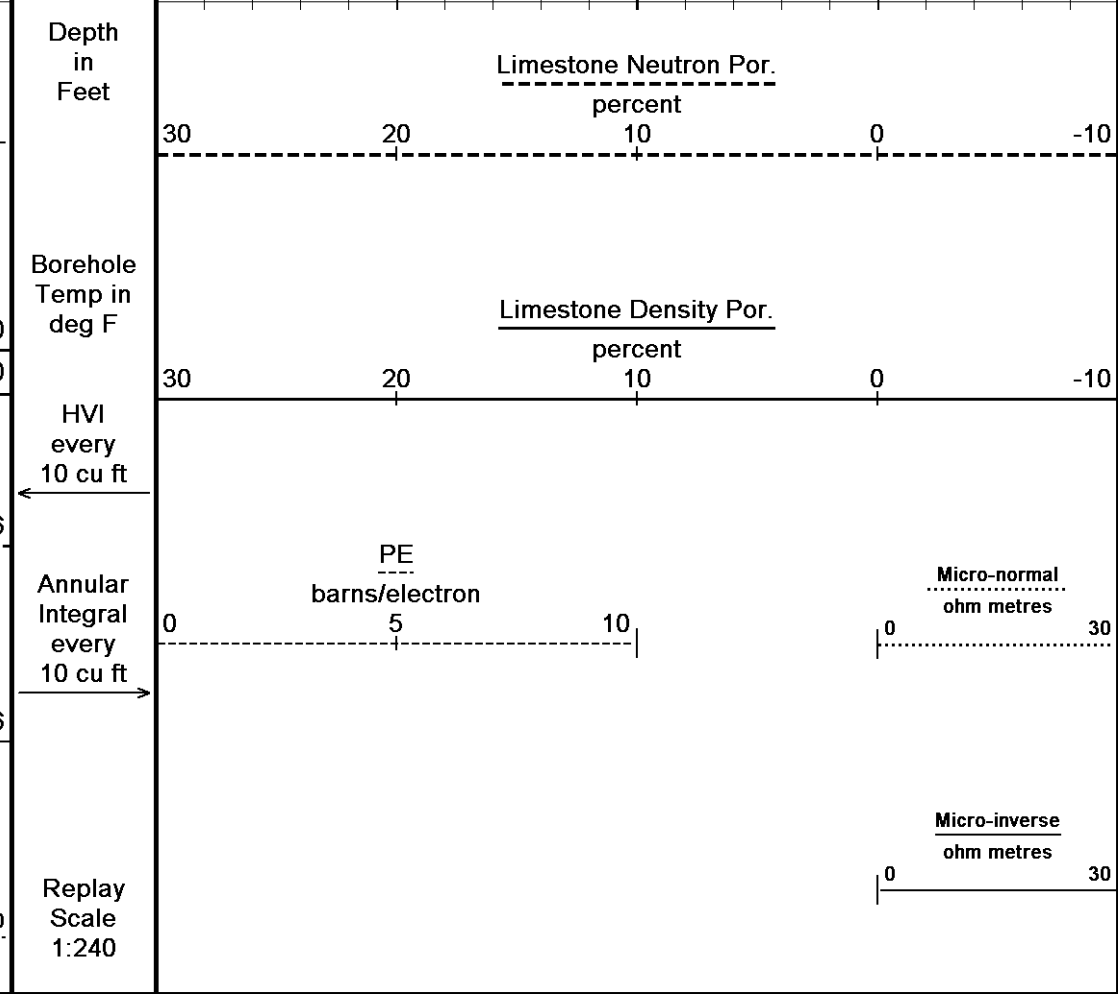 Depth
in
Feet
Borehole
Temp in
deg F
HVI
every
10 cu ft
Annular
Integral
every
10 cu ft
Replay
Scale
1:240
Limestone Neutron Por.
percent
30 20 10 0 -10
Limestone Density Por.
percent
30 20 10 0 -10
PE
barns/electron
0 5 10
Micro-normal
ohm metres
0 30
Micro-inverse
ohm metres
0 30